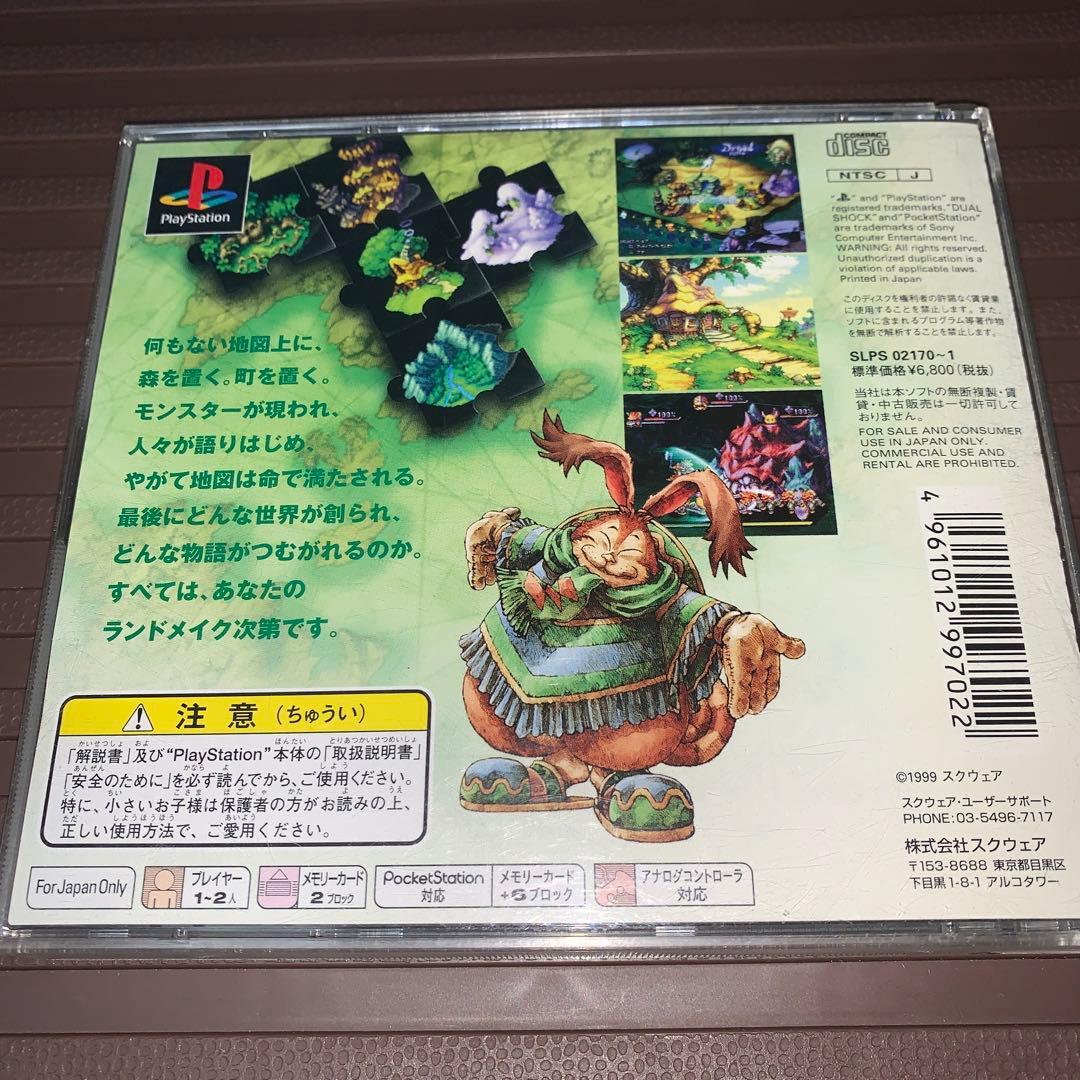 PlayStation
何もない地図上に、
森を置く。町を置く。
モンスターが現われ、
人々が語りはじめ、
やがて地図は命で満たされる。
最後にどんな世界が創られ、
どんな物語がつむがれるのか。
すべては、あなたの
ランドメイク次第です。
100%
100%
100%
COMPACT
disc
NTSC J
" " and "PlayStation" are
registered trademarks, "DUAL
SHOCK" and "PocketStation"
are trademarks of Sony
Computer Entertainment Inc.
WARNING: All rights reserved.
Unauthorized duplication is a
violation of applicable laws.
Printed in Japan
このディスクを権利者の許諾なく賃貸業
に使用することを禁止します。また、
ソフトに含まれるプログラム等著作物
を無断で解析することを禁止します。
SLPS 02170~1
標準価格¥6,800(税抜)
当社は本ソフトの無断複製・賃
貸・中古販売は一切許可して
おりません。
FOR SALE AND CONSUMER
USE IN JAPAN ONLY.
COMMERCIAL USE AND
RENTAL ARE PROHIBITED.
4 961012 997022
©1999 スクウェア
スクウェア・ユーザーサポート
PHONE:03-5496-7117
株式会社スクウェア
〒153-8688 東京都目黒区
下目黒1-8-1 アルコタワー
注意(ちゅうい)
「解説書」及び"PlayStation"本体の「取扱説明書」
「安全のために」を必ず読んでから、ご使用ください。
特に、小さいお子様は保護者の方がお読みの上、
正しい使用方法で、ご愛用ください。
For Japan Only
プレイヤー
1~2人
メモリーカード
2ブロック
PocketStation
対応
メモリーカード
+6ブロック
アナログコントローラ
対応